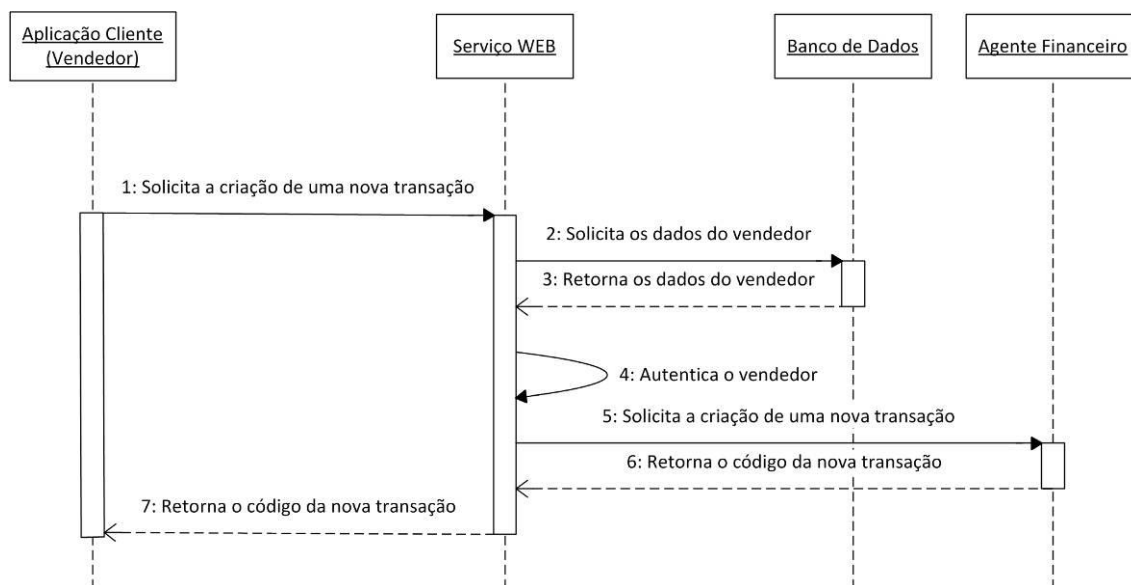 Aplicação Cliente
(Vendedor)
Serviço WEB
Banco de Dados
Agente Financeiro
1: Solicita a criação de uma nova transação
2: Solicita os dados do vendedor
3: Retorna os dados do vendedor
4: Autentica o vendedor
5: Solicita a criação de uma nova transação
6: Retorna o código da nova transação
7: Retorna o código da nova transação